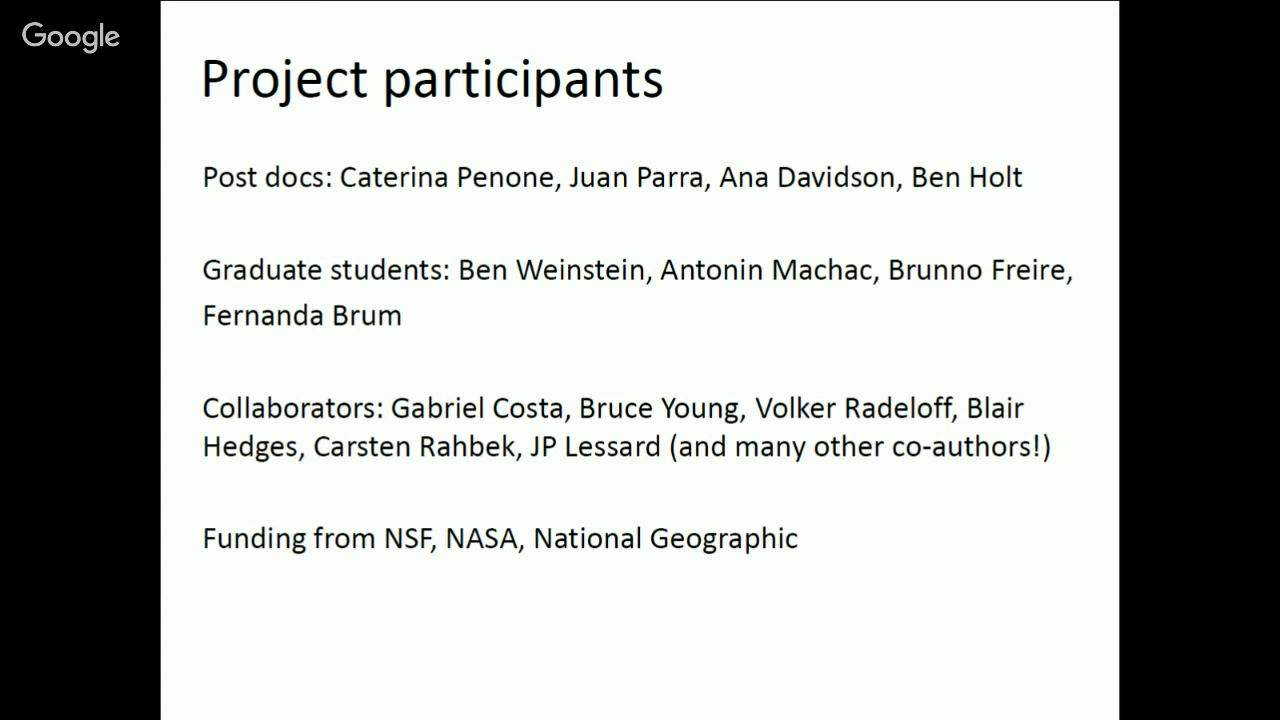 Google
Project participants
Post docs: Caterina Penone, Juan Parra, Ana Davidson, Ben Holt
Graduate students: Ben Weinstein, Antonin Machac, Brunno Freire,
Fernanda Brum
Collaborators: Gabriel Costa, Bruce Young, Volker Radeloff, Blair
Hedges, Carsten Rahbek, JP Lessard (and many other co-authors!)
Funding from NSF, NASA, National Geographic